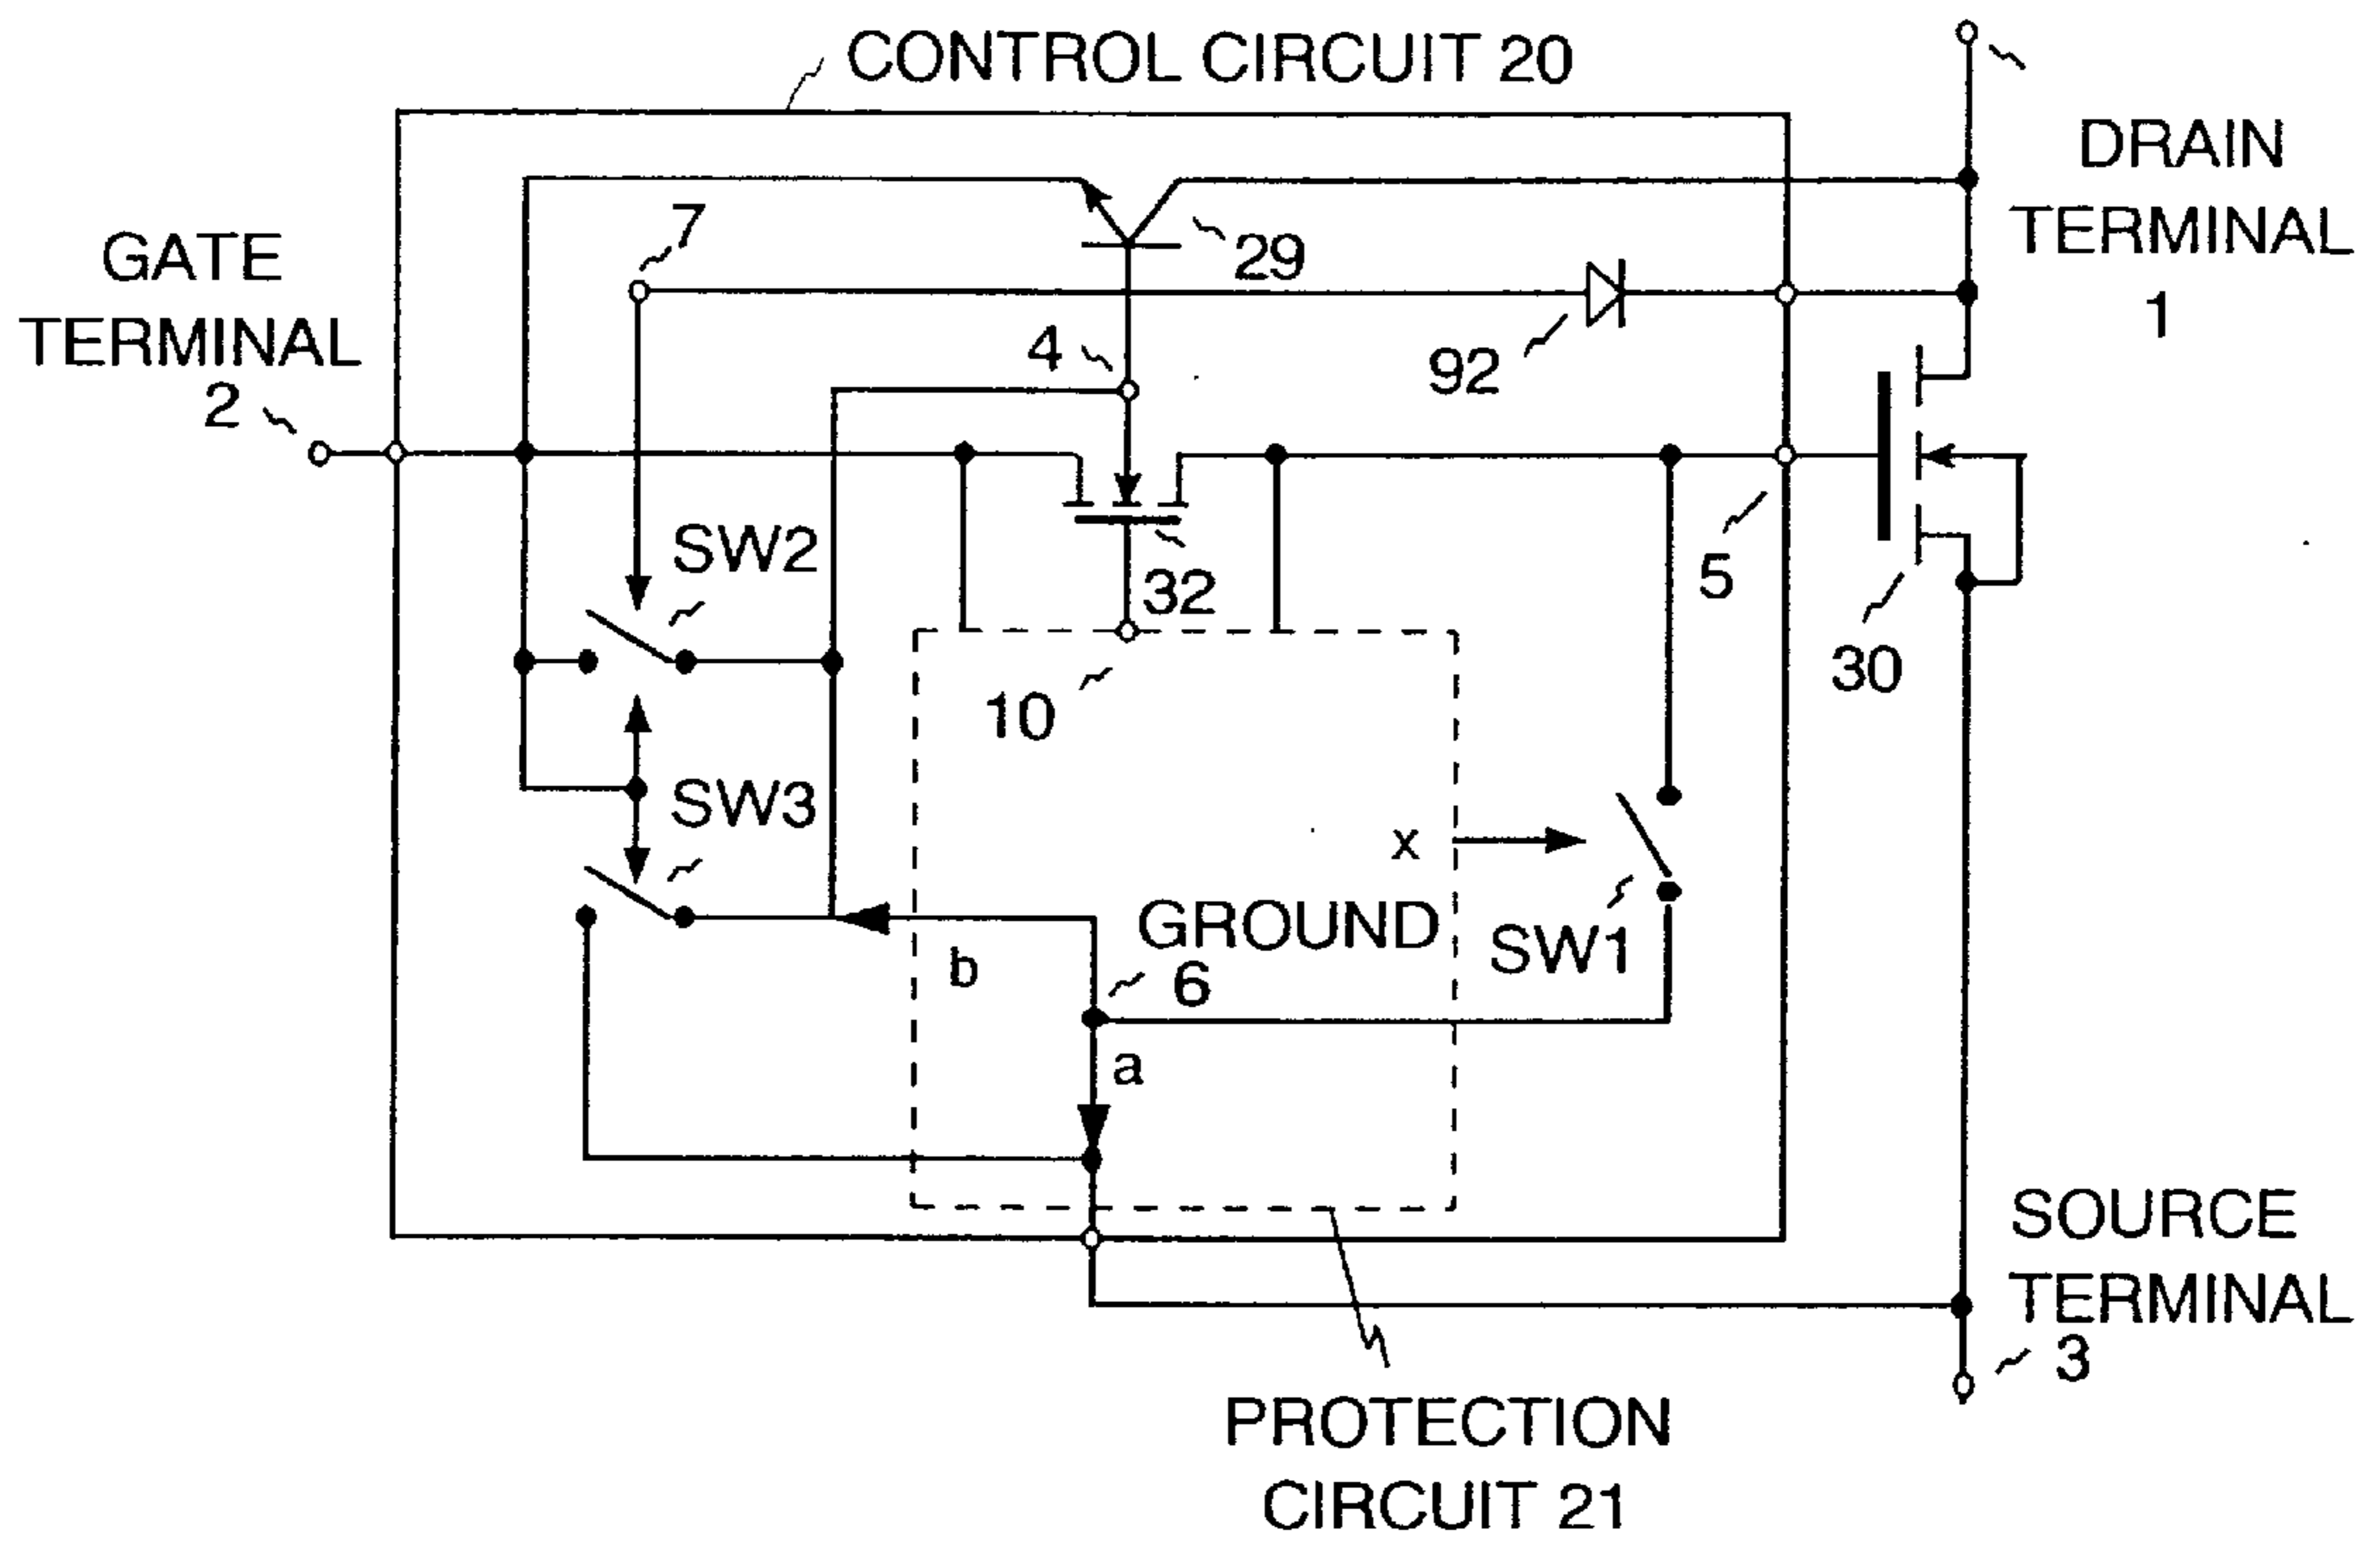 CONTROL CIRCUIT 20
DRAIN
TERMINAL
1
GATE
TERMINAL
2
7
29
4
92
SW2
32
5
30
10
SW3
x
GROUND
6
b
SW1
a
SOURCE
TERMINAL
3
PROTECTION
CIRCUIT 21